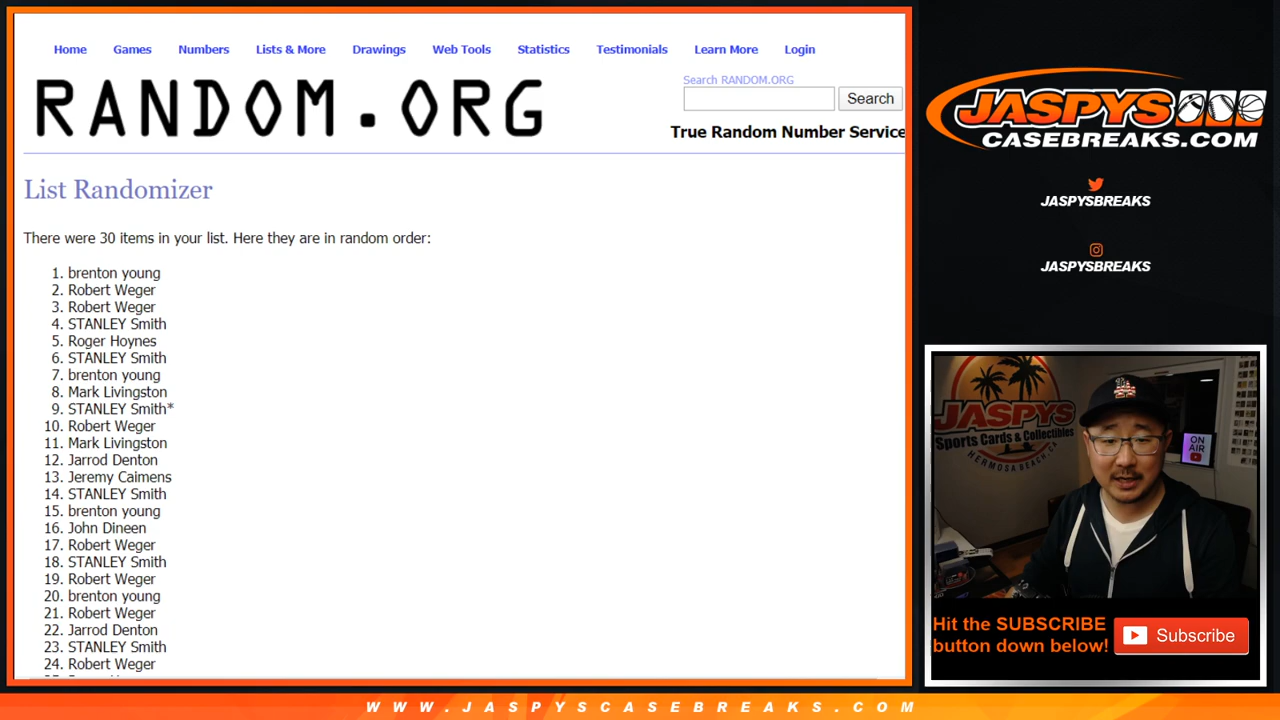 Home Games Numbers Lists & More Drawings Web Tools Statistics Testimonials Learn More Login
RANDOM.ORG
Search RANDOM.ORG
Search
True Random Number Service
List Randomizer
There were 30 items in your list. Here they are in random order:
1. brenton young
2. Robert Weger
3. Robert Weger
4. STANLEY Smith
5. Roger Hoynes
6. STANLEY Smith
7. brenton young
8. Mark Livingston
9. STANLEY Smith*
10. Robert Weger
11. Mark Livingston
12. Jarrod Denton
13. Jeremy Caimens
14. STANLEY Smith
15. brenton young
16. John Dineen
17. Robert Weger
18. STANLEY Smith
19. Robert Weger
20. brenton young
21. Robert Weger
22. Jarrod Denton
23. STANLEY Smith
24. Robert Weger
JASPYS
CASEBREAKS.COM
JASPYSBREAKS
JASPYSBREAKS
JASPYS
Sports Cards & Collectibles
HERMOSA BEACH, CA
ON
AIR
Hit the SUBSCRIBE
button down below!
Subscribe
WWW.JASPYSCASEBREAKS.COM